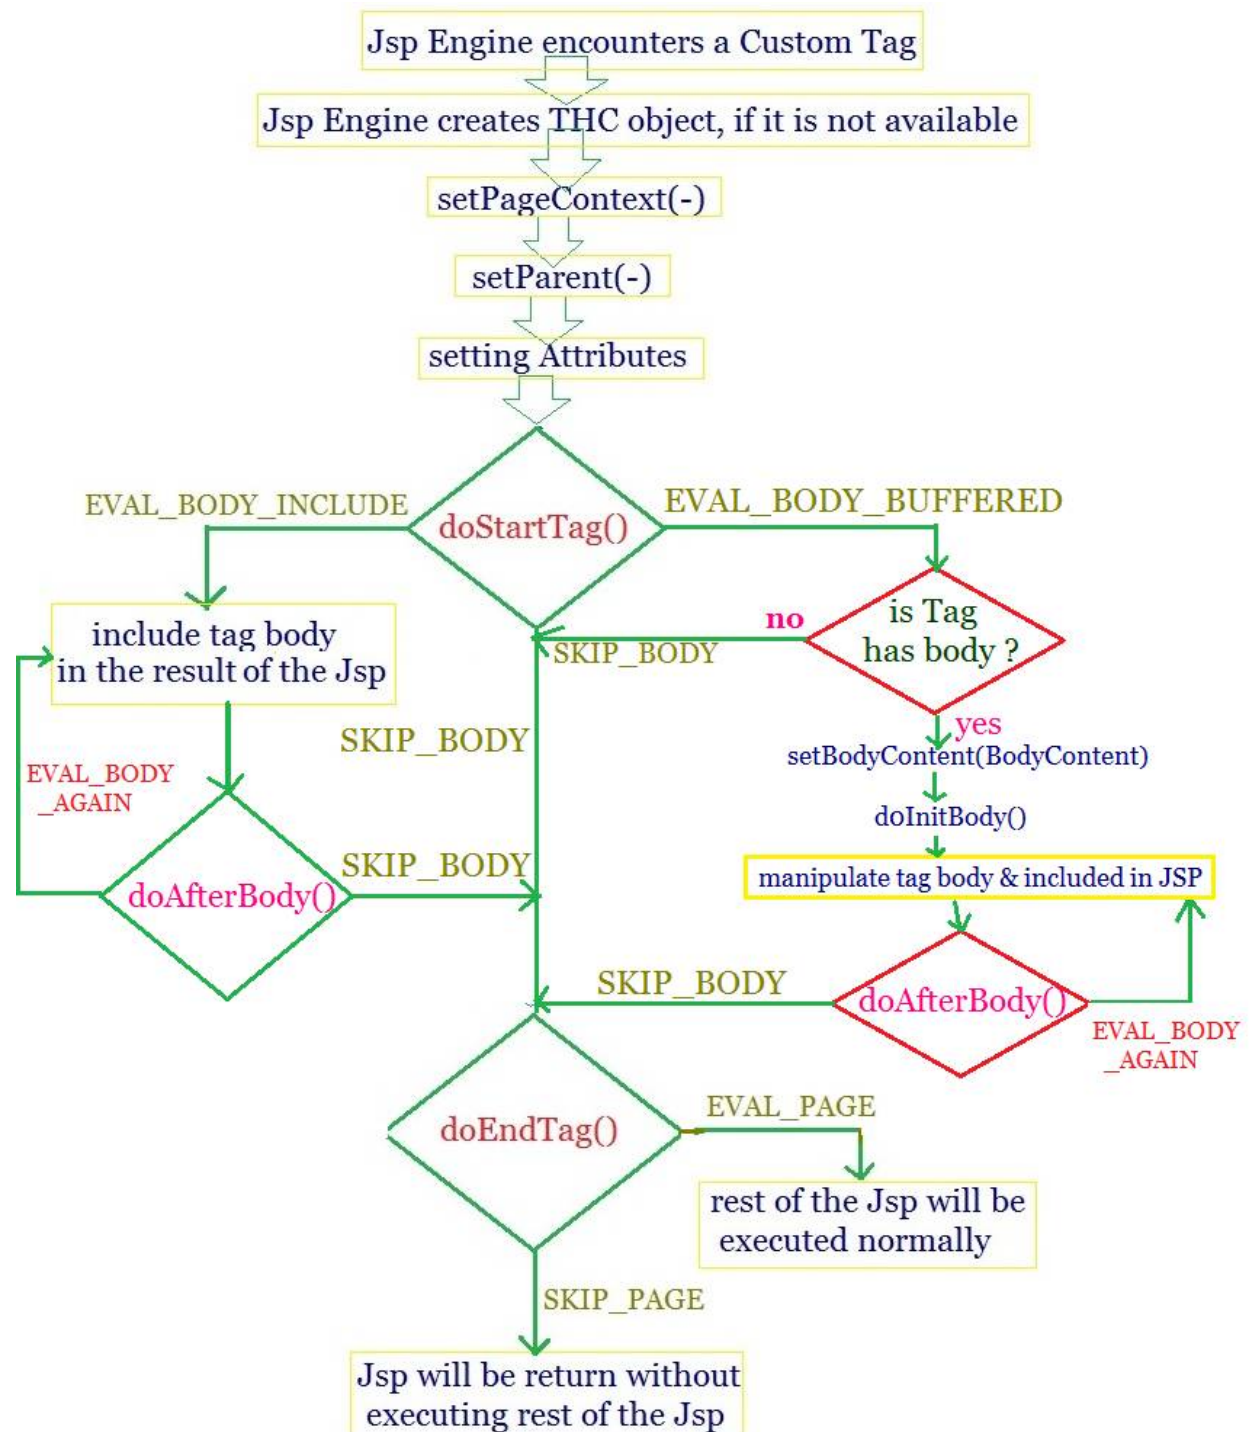 Jsp Engine encounters a Custom Tag
Jsp Engine creates THC object, if it is not available
setPageContext(-)
setParent(-)
setting Attributes
EVAL_BODY_INCLUDE
EVAL_BODY_BUFFERED
doStartTag()
is Tag
has body ?
no
SKIP_BODY
include tag body
in the result of the Jsp
SKIP_BODY
yes
setBodyContent(BodyContent)
doInitBody()
EVAL_BODY
_AGAIN
manipulate tag body & included in JSP
SKIP_BODY
doAfterBody()
SKIP_BODY
doAfterBody()
EVAL_BODY
_AGAIN
EVAL_PAGE
doEndTag()
rest of the Jsp will be
executed normally
SKIP_PAGE
Jsp will be return without
executing rest of the Jsp